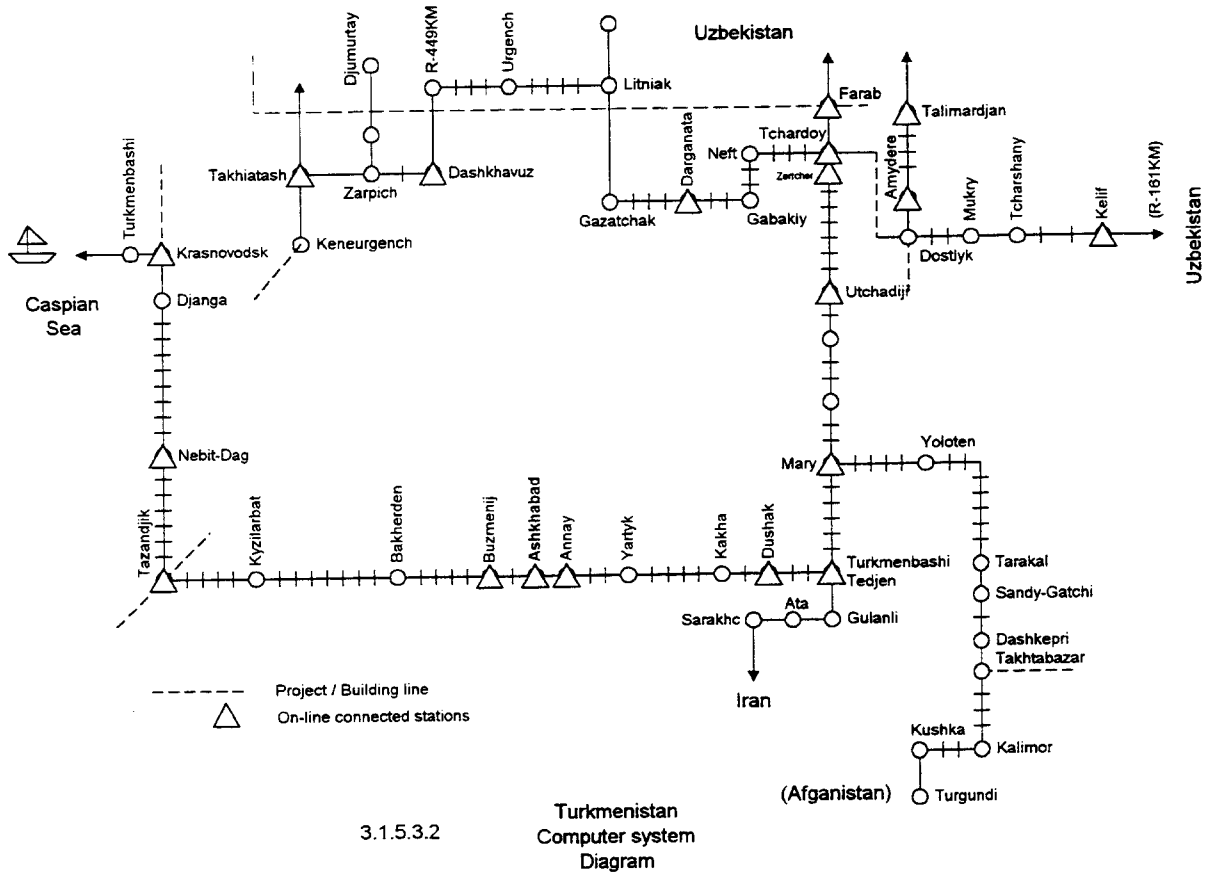 Uzbekistan
Djumurtay
R-449KM
Urgench
Litniak
Farab
Talimardjan
Tchardoy
Neft
Zertcher
Darganata
Amydere
Mukry
Tcharshany
Kelif
(R-161KM)
Uzbekistan
Turkmenbashi
Takhiatash
Zarpich
Dashkhavuz
Gazatchak
Gabakiy
Krasnovodsk
Keneurgench
Dostlyk
Caspian
Sea
Djanga
Utchadiji
Nebit-Dag
Mary
Yoloten
Tazandjik
Kyzilarbat
Bakherden
Buzmenij
Ashkhabad
Annay
Yartyk
Kakha
Dushak
Turkmenbashi
Tedjen
Tarakal
Sandy-Gatchi
Sarakhc
Ata
Gulanli
Dashkepri
Takhtabazar
Iran
Project / Building line
On-line connected stations
Kushka
Kalimor
(Afganistan)
Turgundi
3.1.5.3.2
Turkmenistan
Computer system
Diagram